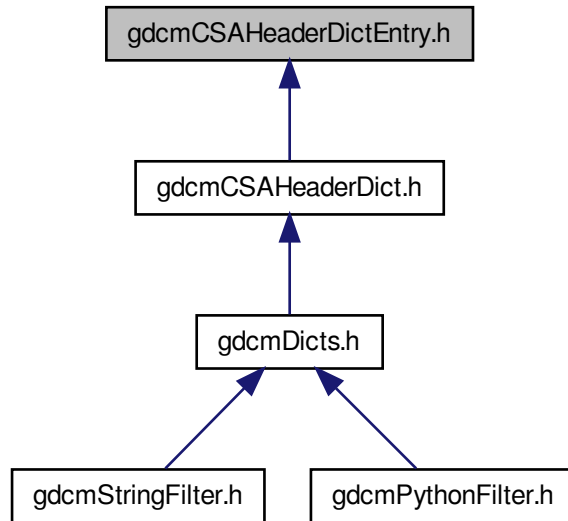 gdcmCSAHeaderDictEntry.h
gdcmCSAHeaderDict.h
gdcmDicts.h
gdcmStringFilter.h
gdcmPythonFilter.h